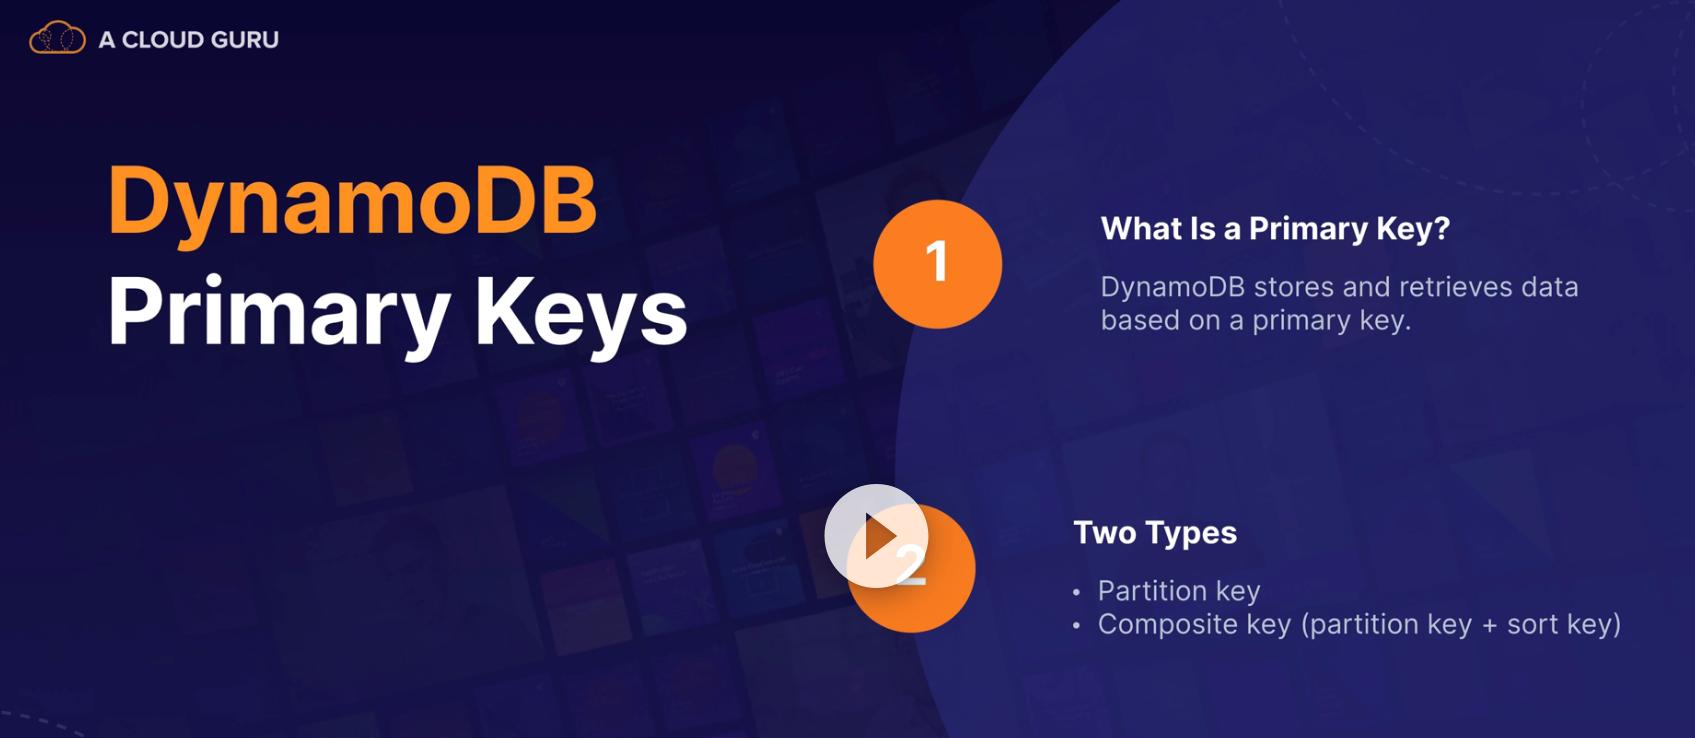 A CLOUD GURU
DynamoDB
Primary Keys
1
What Is a Primary Key?
DynamoDB stores and retrieves data
based on a primary key.
2
Two Types
• Partition key
• Composite key (partition key + sort key)